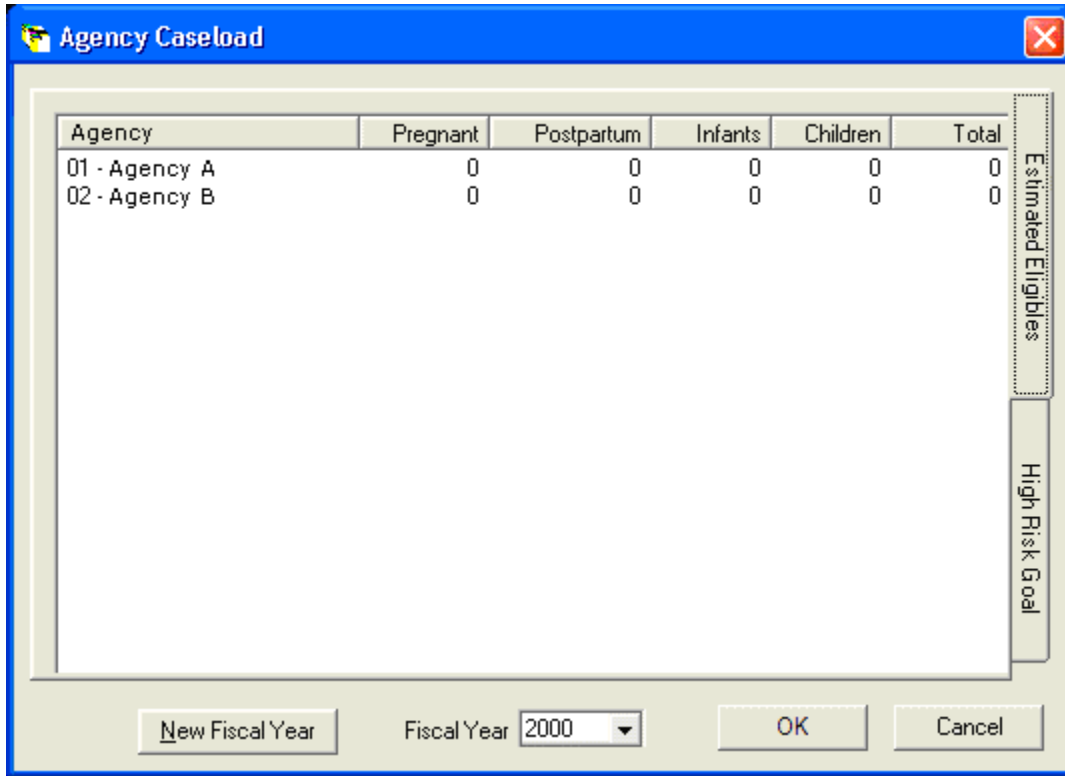 Agency Caseload
Agency Pregnant Postpartum Infants Children Total
01 - Agency A 0 0 0 0 0
02 - Agency B 0 0 0 0 0
Estimated Eligibles
High Risk Goal
New Fiscal Year Fiscal Year 2000 OK Cancel